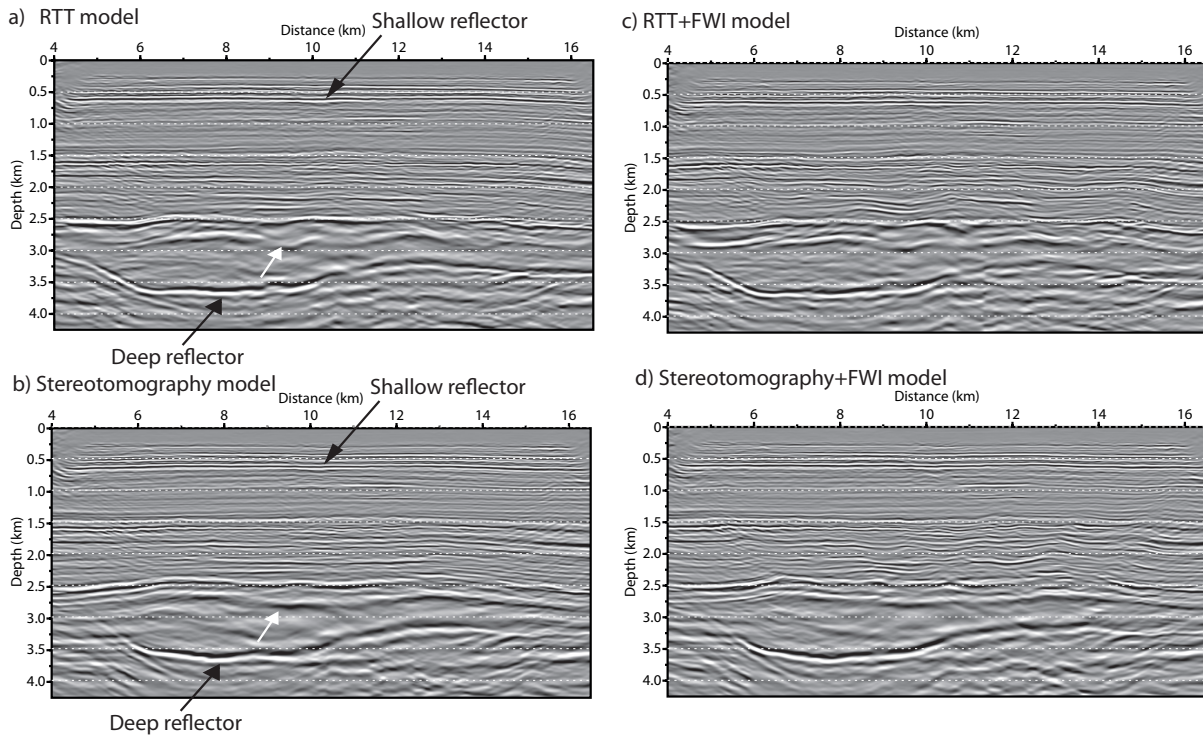 a) RTT model
Shallow reflector
Distance (km)
4 6 8 10 12 14 16
0
0.5
1.0
1.5
2.0
2.5
3.0
3.5
4.0
Depth (km)
Deep reflector
c) RTT+FWI model
Distance (km)
4 6 8 10 12 14 16
0
0.5
1.0
1.5
2.0
2.5
3.0
3.5
4.0
Depth (km)
b) Stereotomography model
Shallow reflector
Distance (km)
4 6 8 10 12 14 16
0
0.5
1.0
1.5
2.0
2.5
3.0
3.5
4.0
Depth (km)
Deep reflector
d) Stereotomography+FWI model
Distance (km)
4 6 8 10 12 14 16
0
0.5
1.0
1.5
2.0
2.5
3.0
3.5
4.0
Depth (km)